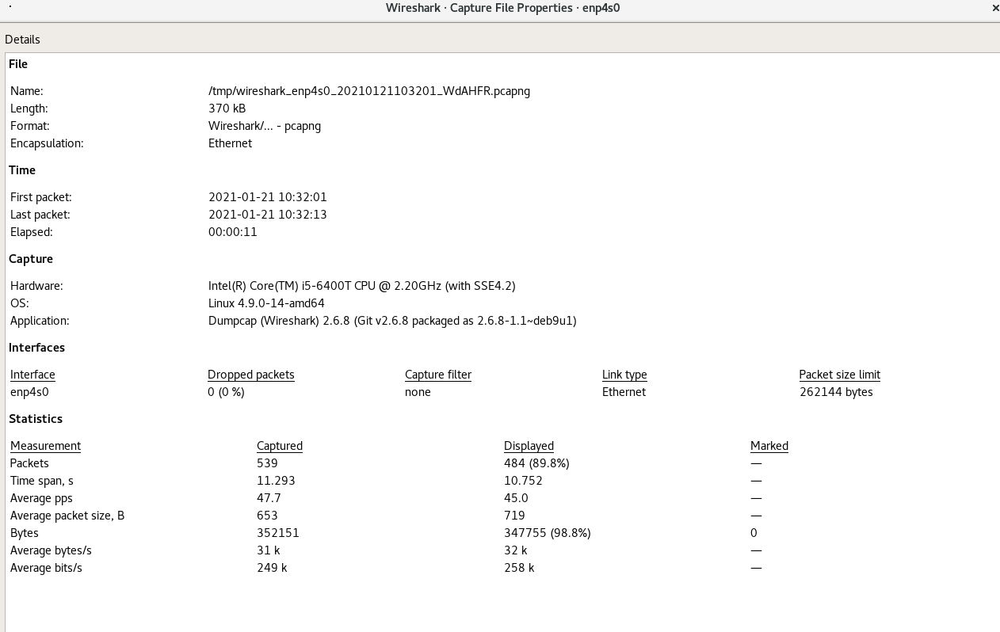 Wireshark · Capture File Properties · enp4s0
Details
File
Name: /tmp/wireshark_enp4s0_20210121103201_WdAHFR.pcapng
Length: 370 kB
Format: Wireshark/... - pcapng
Encapsulation: Ethernet
Time
First packet: 2021-01-21 10:32:01
Last packet: 2021-01-21 10:32:13
Elapsed: 00:00:11
Capture
Hardware: Intel(R) Core(TM) i5-6400T CPU @ 2.20GHz (with SSE4.2)
OS: Linux 4.9.0-14-amd64
Application: Dumpcap (Wireshark) 2.6.8 (Git v2.6.8 packaged as 2.6.8-1.1~deb9u1)
Interfaces
Interface Dropped packets Capture filter Link type Packet size limit
enp4s0 0 (0 %) none Ethernet 262144 bytes
Statistics
Measurement Captured Displayed Marked
Packets 539 484 (89.8%) —
Time span, s 11.293 10.752 —
Average pps 47.7 45.0 —
Average packet size, B 653 719 —
Bytes 352151 347755 (98.8%) 0
Average bytes/s 31 k 32 k —
Average bits/s 249 k 258 k —